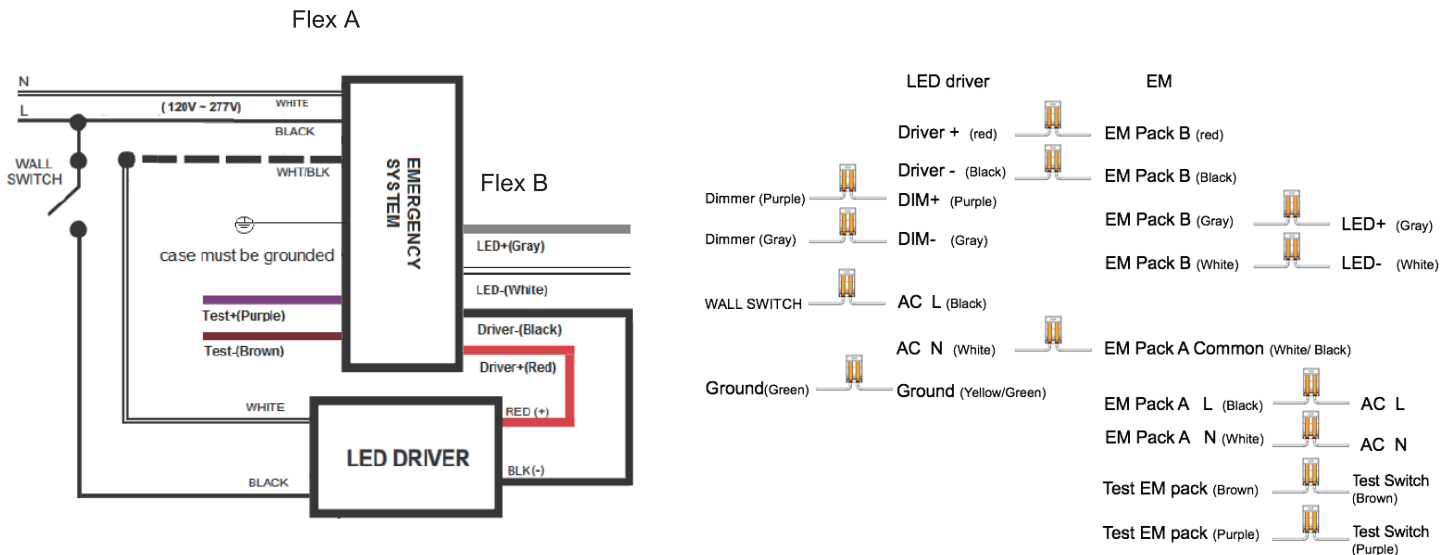 Flex A
N
L
(120V ~ 277V)
WHITE
BLACK
WALL
SWITCH
WHT/BLK
EMERGENCY
SYSTEM
Flex B
case must be grounded
LED+(Gray)
LED-(White)
Test+(Purple)
Test-(Brown)
Driver-(Black)
Driver+(Red)
WHITE
RED (+)
LED DRIVER
BLK(-)
BLACK
LED driver
EM
Driver + (red)
EM Pack B (red)
Driver - (Black)
EM Pack B (Black)
Dimmer (Purple)
DIM+ (Purple)
EM Pack B (Gray)
LED+ (Gray)
Dimmer (Gray)
DIM- (Gray)
EM Pack B (White)
LED- (White)
WALL SWITCH
AC L (Black)
AC N (White)
EM Pack A Common (White/ Black)
Ground(Green)
Ground (Yellow/Green)
EM Pack A L (Black)
AC L
EM Pack A N (White)
AC N
Test EM pack (Brown)
Test Switch
(Brown)
Test EM pack (Purple)
Test Switch
(Purple)